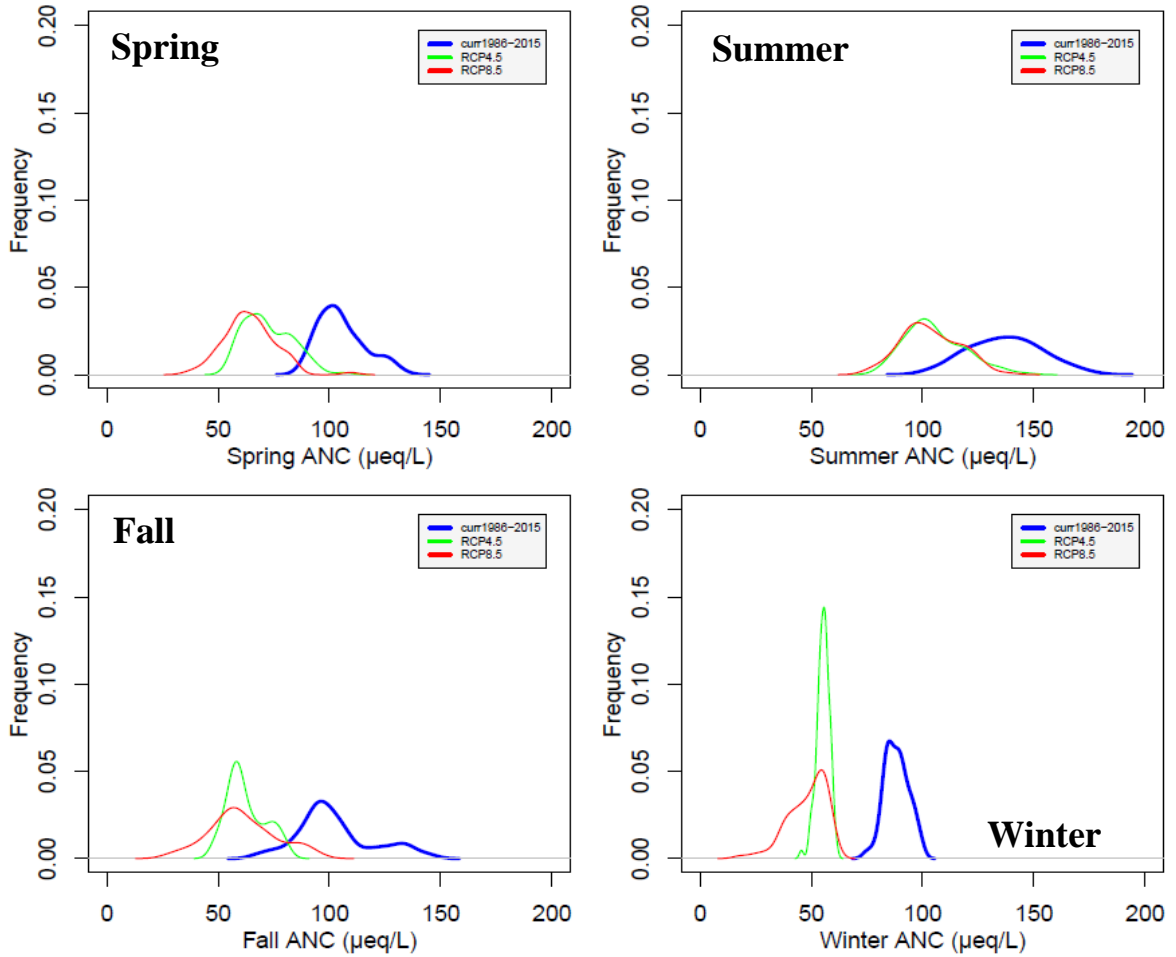 Spring
curr1986-2015
RCP4.5
RCP8.5
Frequency
0.00 0.05 0.10 0.15 0.20
0 50 100 150 200
Spring ANC (µeq/L)
Summer
curr1986-2015
RCP4.5
RCP8.5
Frequency
0.00 0.05 0.10 0.15 0.20
0 50 100 150 200
Summer ANC (µeq/L)
Fall
curr1986-2015
RCP4.5
RCP8.5
Frequency
0.00 0.05 0.10 0.15 0.20
0 50 100 150 200
Fall ANC (µeq/L)
curr1986-2015
RCP4.5
RCP8.5
Winter
Frequency
0.00 0.05 0.10 0.15 0.20
0 50 100 150 200
Winter ANC (µeq/L)